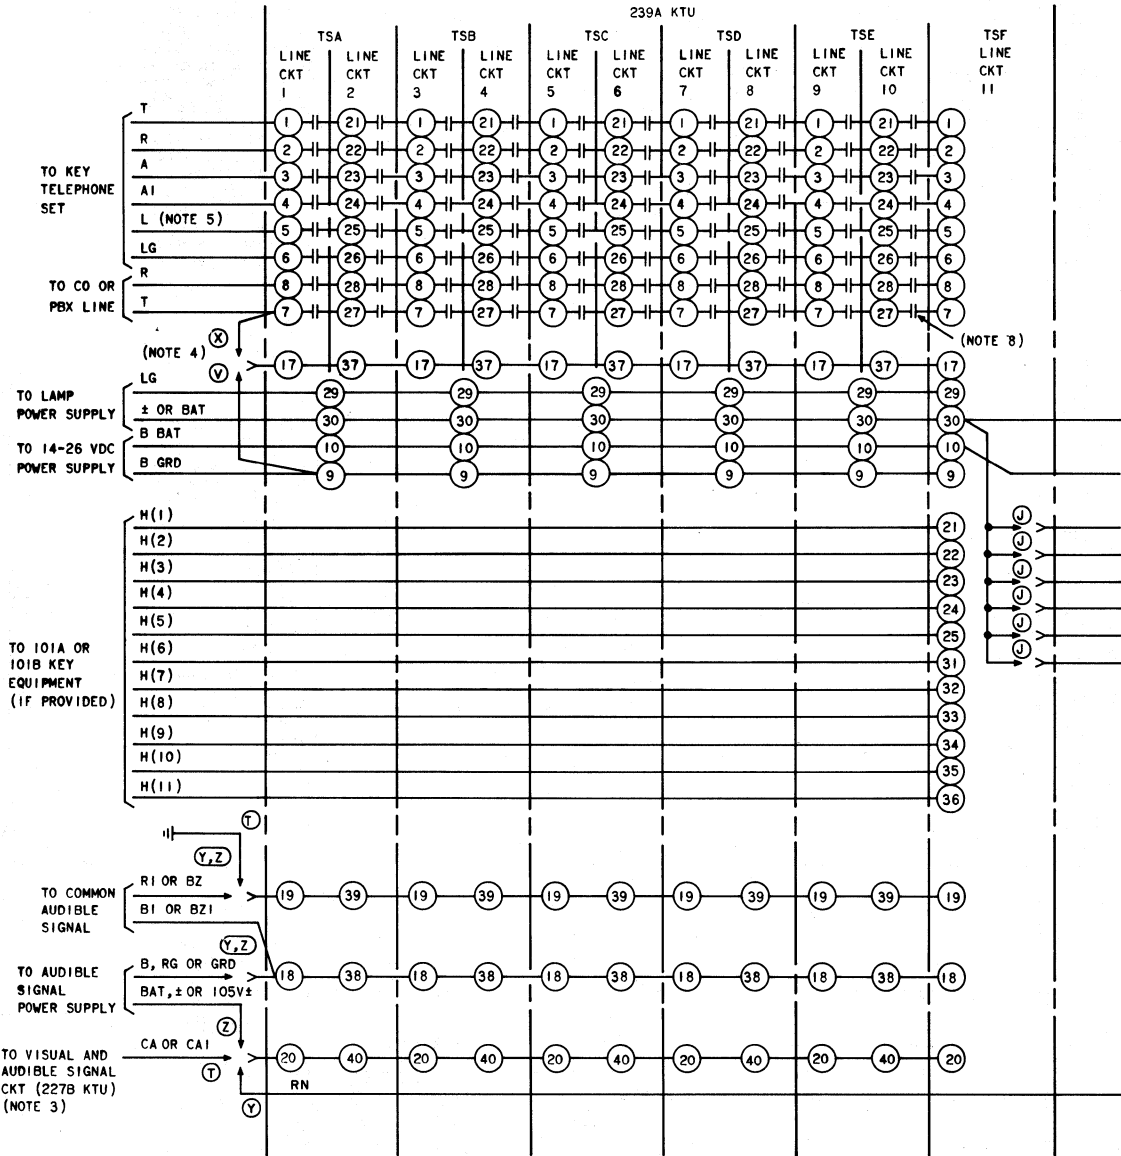 239A KTU
TSA TSB TSC TSD TSE TSF
LINE LINE LINE LINE LINE LINE LINE LINE LINE LINE LINE
CKT CKT CKT CKT CKT CKT CKT CKT CKT CKT CKT
1 2 3 4 5 6 7 8 9 10 11
TO KEY
TELEPHONE
SET
T 1 21 1 21 1 21 1 21 1 21 1
R 2 22 2 22 2 22 2 22 2 22 2
A 3 23 3 23 3 23 3 23 3 23 3
A1 4 24 4 24 4 24 4 24 4 24 4
L (NOTE 5) 5 25 5 25 5 25 5 25 5 25 5
LG 6 26 6 26 6 26 6 26 6 26 6
TO CO OR
PBX LINE
R 8 28 8 28 8 28 8 28 8 28 8
T 7 27 7 27 7 27 7 27 7 27 7
X
(NOTE 8)
(NOTE 4)
V
17 37 17 37 17 37 17 37 17 37 17
TO LAMP
POWER SUPPLY
LG 29 29 29 29 29 29
± OR BAT 30 30 30 30 30 30
TO 14-26 VDC
POWER SUPPLY
B BAT 10 10 10 10 10 10
B GRD 9 9 9 9 9 9
TO 101A OR
101B KEY
EQUIPMENT
(IF PROVIDED)
H(1) 21 J
H(2) 22 J
H(3) 23 J
H(4) 24 J
H(5) 25 J
H(6) 31 J
H(7) 32
H(8) 33
H(9) 34
H(10) 35
H(11) 36
T
Y,Z
TO COMMON
AUDIBLE
SIGNAL
R1 OR BZ 19 39 19 39 19 39 19 39 19 39 19
B1 OR BZ1
Y,Z
TO AUDIBLE
SIGNAL
POWER SUPPLY
B, RG OR GRD 18 38 18 38 18 38 18 38 18 38 18
BAT,± OR 105V±
Z
TO VISUAL AND
AUDIBLE SIGNAL
CKT (227B KTU)
(NOTE 3)
CA OR CA1 20 40 20 40 20 40 20 40 20 40 20
T
RN
Y